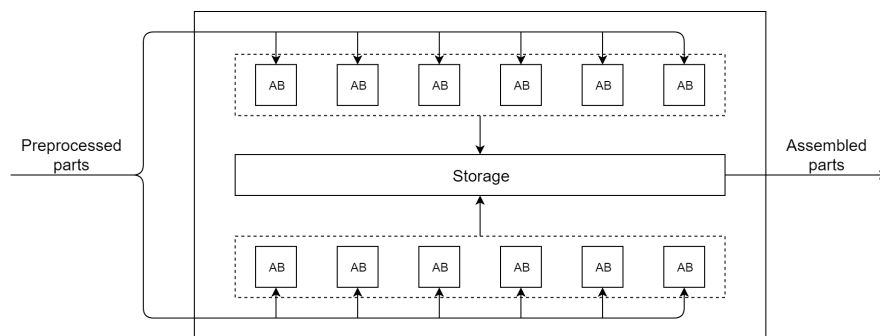 Preprocessed
parts
AB AB AB AB AB AB
Storage
Assembled
parts
AB AB AB AB AB AB